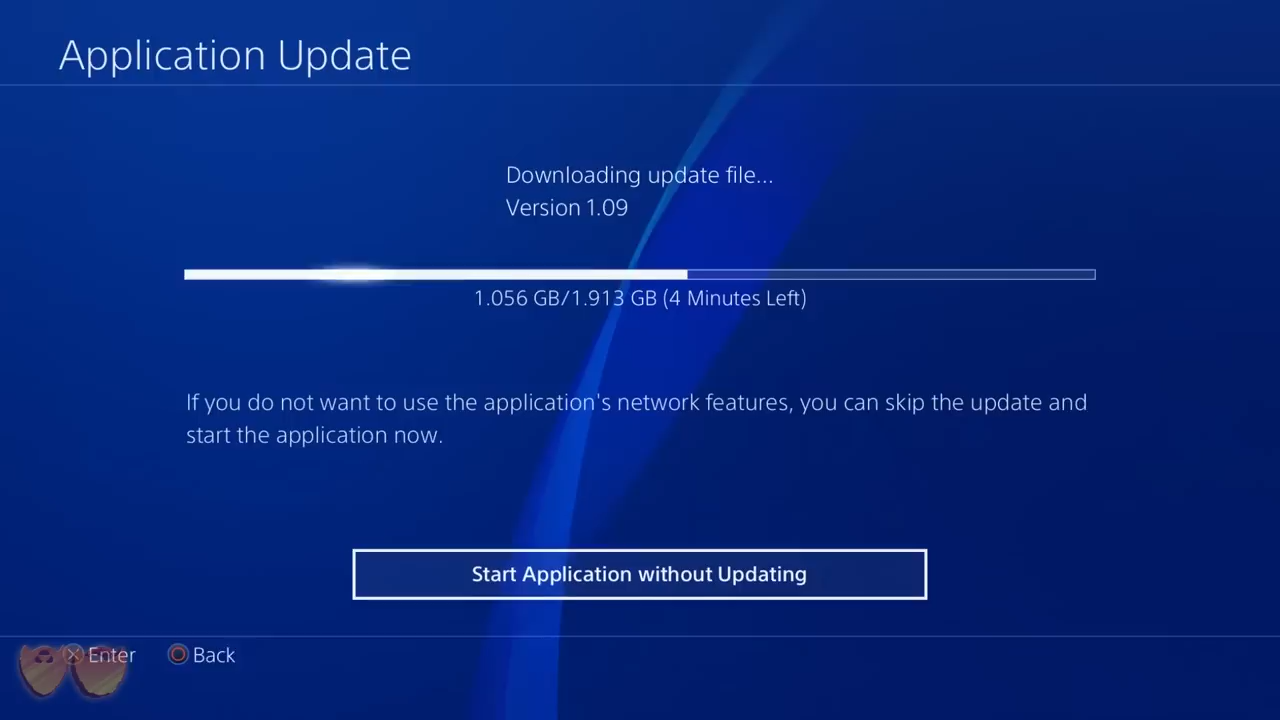 Application Update
Downloading update file...
Version 1.09
1.056 GB/1.913 GB (4 Minutes Left)
If you do not want to use the application's network features, you can skip the update and
start the application now.
Start Application without Updating
Enter Back